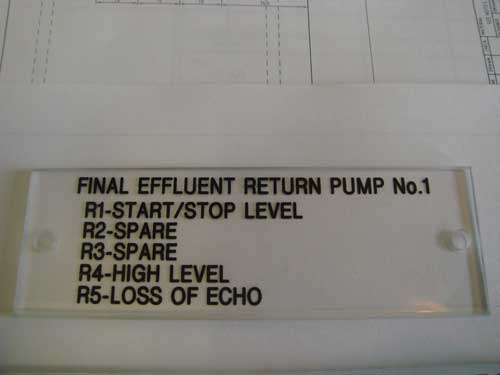 FINAL EFFLUENT RETURN PUMP No.1
R1-START/STOP LEVEL
R2-SPARE
R3-SPARE
R4-HIGH LEVEL
R5-LOSS OF ECHO